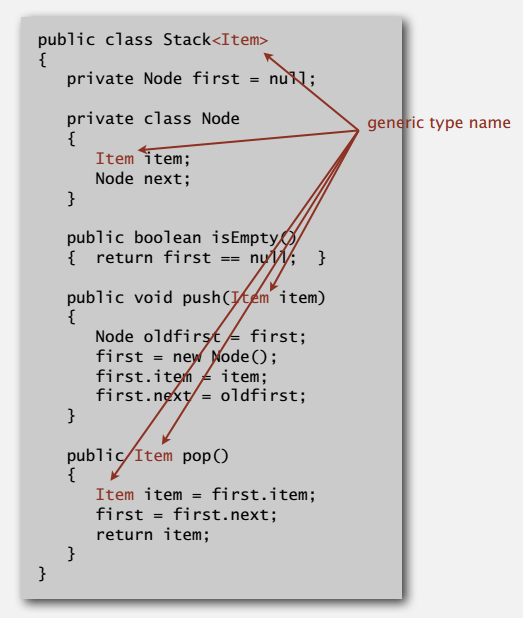 public class Stack<Item>
{
private Node first = null;
generic type name
private class Node
{
Item item;
Node next;
}
public boolean isEmpty()
{  return first == null;  }
public void push(Item item)
{
Node oldfirst = first;
first = new Node();
first.item = item;
first.next = oldfirst;
}
public Item pop()
{
Item item = first.item;
first = first.next;
return item;
}
}